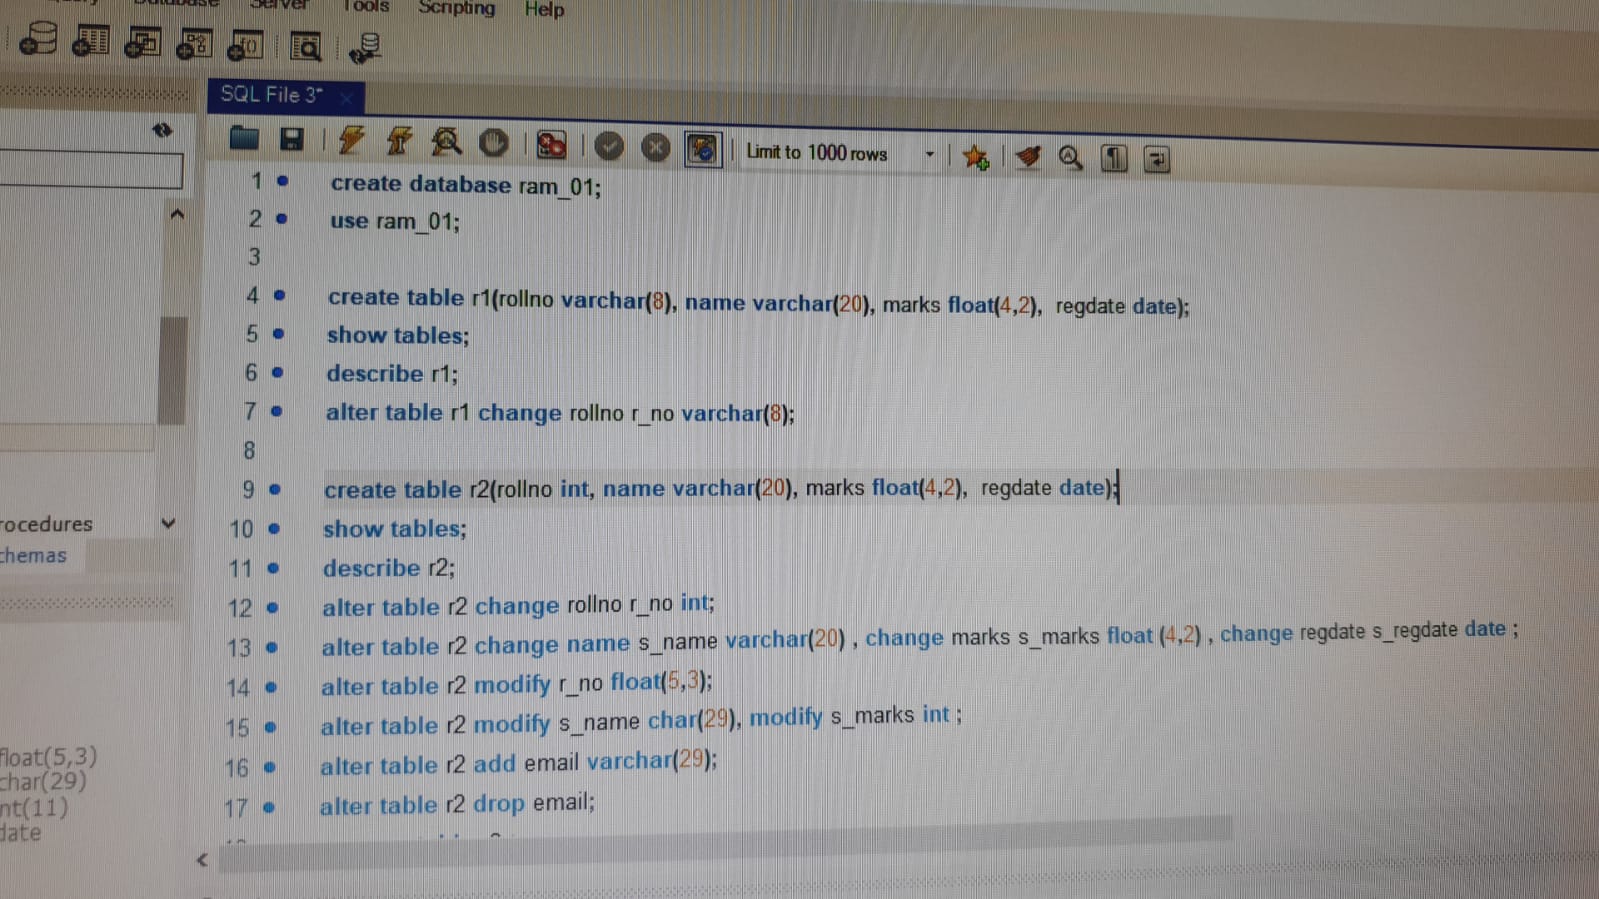 Database Server Tools Scripting Help
SQL File 3*
Limit to 1000 rows
1 create database ram_01;
2 use ram_01;
3
4 create table r1(rollno varchar(8), name varchar(20), marks float(4,2), regdate date);
5 show tables;
6 describe r1;
7 alter table r1 change rollno r_no varchar(8);
8
9 create table r2(rollno int, name varchar(20), marks float(4,2), regdate date);
10 show tables;
11 describe r2;
12 alter table r2 change rollno r_no int;
13 alter table r2 change name s_name varchar(20) , change marks s_marks float (4,2) , change regdate s_regdate date ;
14 alter table r2 modify r_no float(5,3);
15 alter table r2 modify s_name char(29), modify s_marks int ;
16 alter table r2 add email varchar(29);
17 alter table r2 drop email;
rocedures
chemas
float(5,3)
char(29)
nt(11)
date